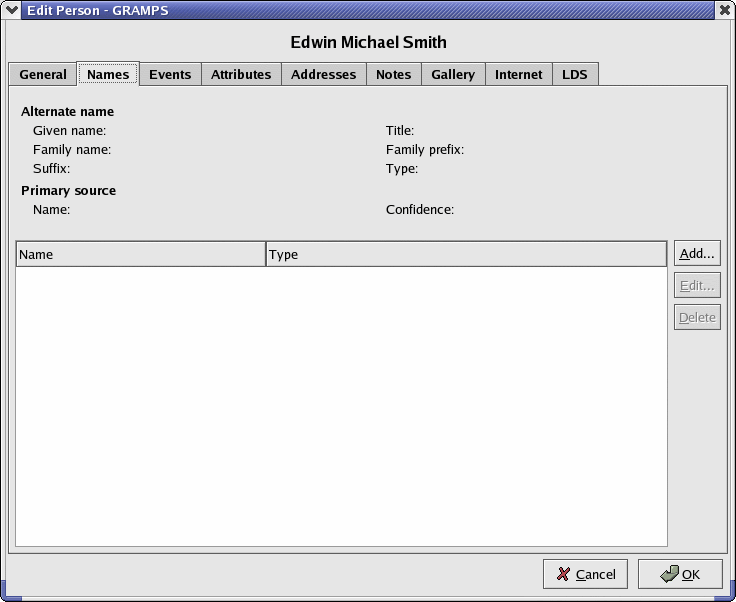 Edit Person - GRAMPS
Edwin Michael Smith
General Names Events Attributes Addresses Notes Gallery Internet LDS
Alternate name
Given name: Title:
Family name: Family prefix:
Suffix: Type:
Primary source
Name: Confidence:
Name Type Add...
Edit...
Delete
Cancel OK